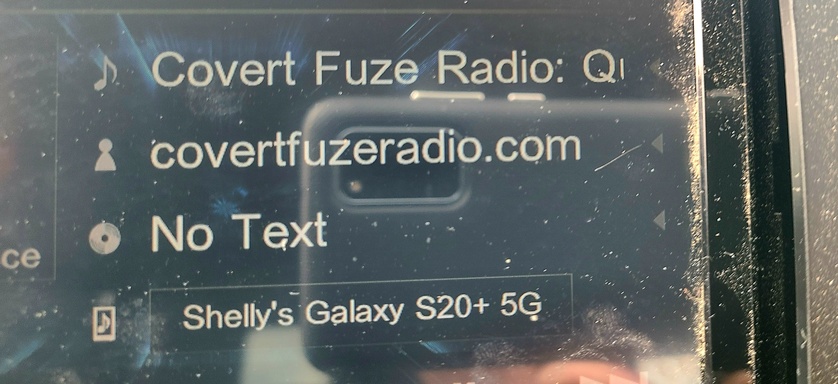 Covert Fuze Radio:
covertfuzeradio.com
No Text
ce
Shelly's Galaxy S20+ 5G